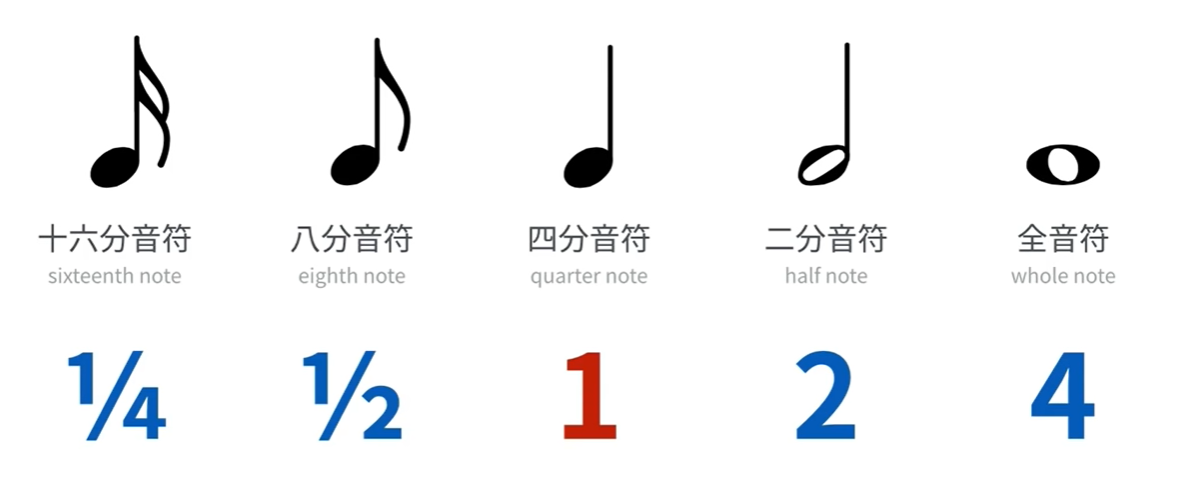 十六分音符 八分音符 四分音符 二分音符 全音符
sixteenth note eighth note quarter note half note whole note
¼ ½ 1 2 4